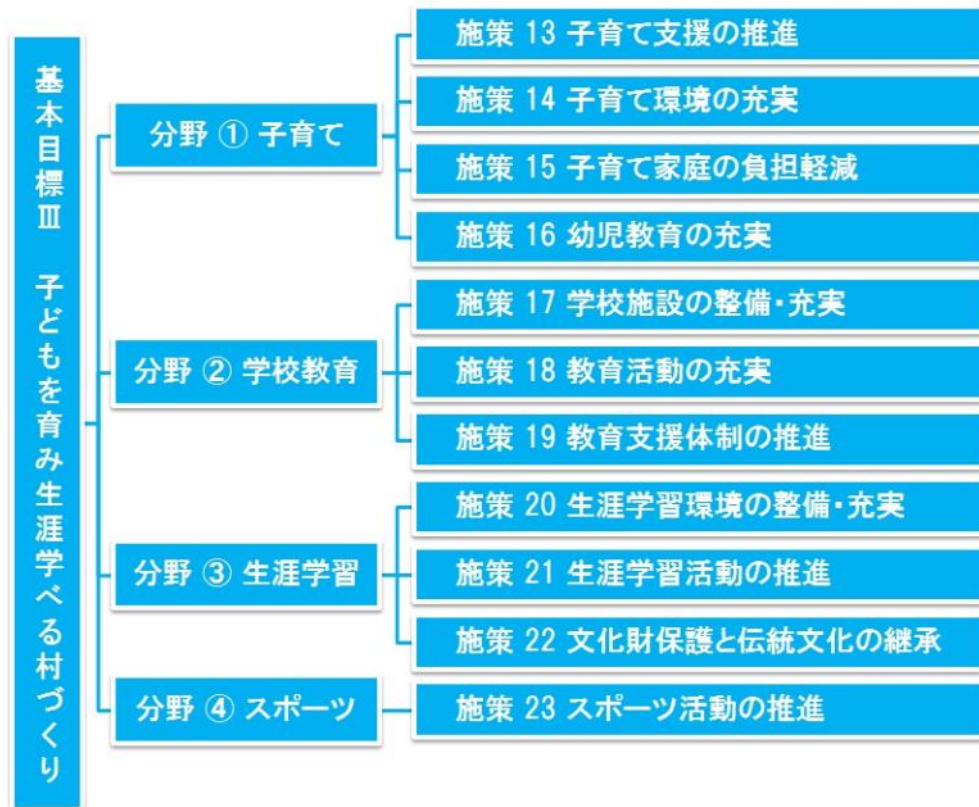 基本目標Ⅲ　子どもを育み生涯学べる村づくり
分野 ① 子育て
施策 13 子育て支援の推進
施策 14 子育て環境の充実
施策 15 子育て家庭の負担軽減
施策 16 幼児教育の充実
分野 ② 学校教育
施策 17 学校施設の整備・充実
施策 18 教育活動の充実
施策 19 教育支援体制の推進
分野 ③ 生涯学習
施策 20 生涯学習環境の整備・充実
施策 21 生涯学習活動の推進
施策 22 文化財保護と伝統文化の継承
分野 ④ スポーツ
施策 23 スポーツ活動の推進